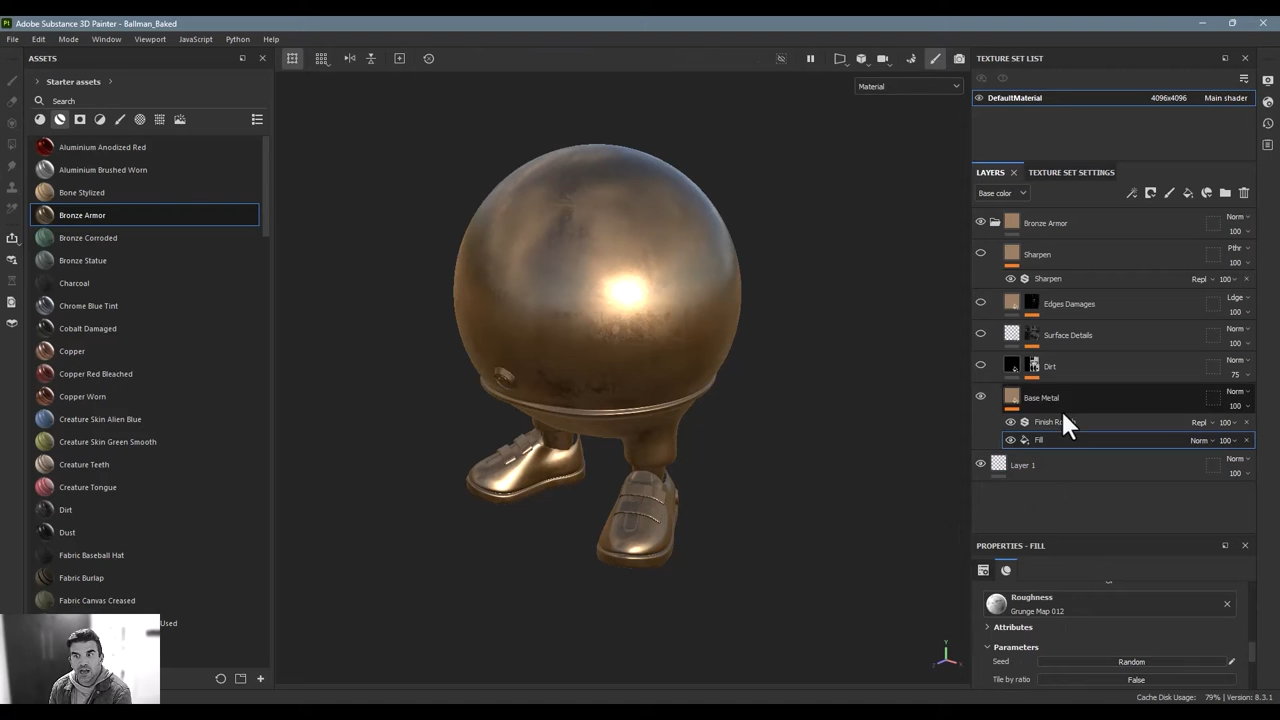 Pt Adobe Substance 3D Painter - Ballman_Baked
File Edit Mode Window Viewport JavaScript Python Help
ASSETS
Starter assets
Search
Aluminium Anodized Red
Aluminium Brushed Worn
Bone Stylized
Bronze Armor
Bronze Corroded
Bronze Statue
Charcoal
Chrome Blue Tint
Cobalt Damaged
Copper
Copper Red Bleached
Copper Worn
Creature Skin Alien Blue
Creature Skin Green Smooth
Creature Teeth
Creature Tongue
Dirt
Dust
Fabric Baseball Hat
Fabric Burlap
Fabric Canvas Creased
Used
Material
Y
X
Z
TEXTURE SET LIST
DefaultMaterial 4096x4096 Main shader
LAYERS TEXTURE SET SETTINGS
Base color
Bronze Armor Norm
100
Sharpen Pthr
100
Sharpen Repl 100
Edges Damages Ldge
100
Surface Details Norm
100
Dirt Norm
75
Base Metal Norm
100
Finish Repl 100
Fill Norm 100
Layer 1 Norm
100
PROPERTIES - FILL
Roughness
Grunge Map 012
Attributes
Parameters
Seed Random
Tile by ratio False
Cache Disk Usage: 79% | Version: 8.3.1